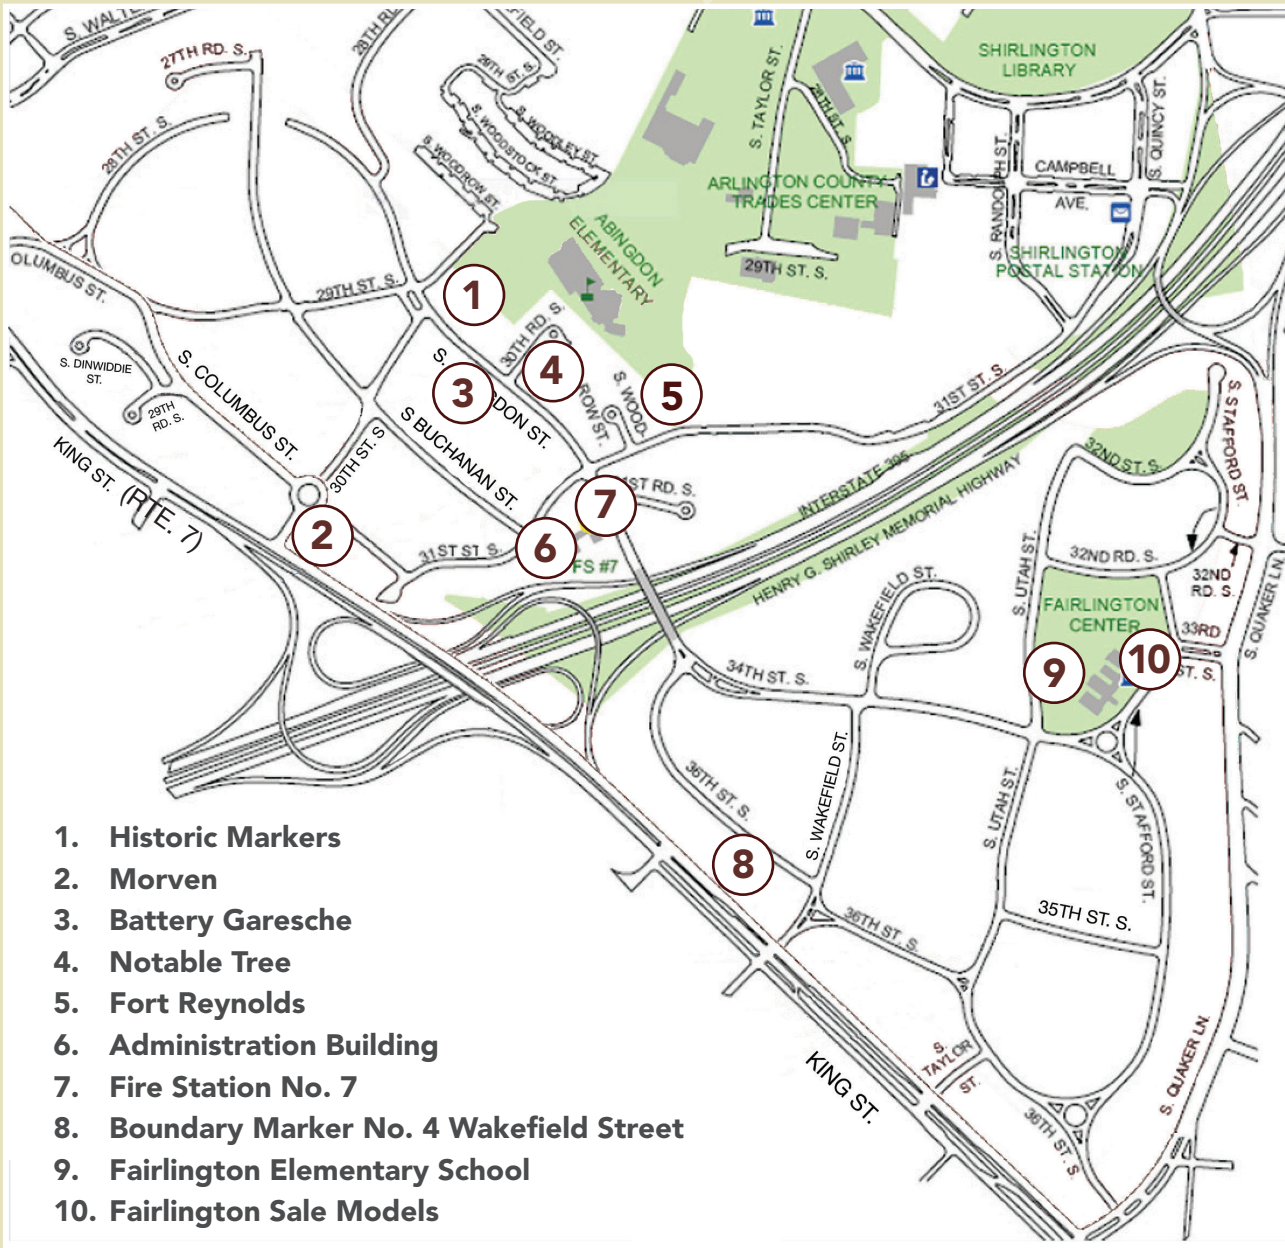 S. WALTE
27TH RD. S.
28TH RD.
FIELD ST.
29TH ST. S.
28TH ST. S.
S. WOODLEY ST.
S. WOODSTOCK ST.
S. WOODROW ST.
S. TAYLOR ST.
28TH ST. S.
SHIRLINGTON
LIBRARY
S. QUINCY ST.
S. RANDOLPH ST.
CAMPBELL
AVE.
ARLINGTON COUNTY
TRADES CENTER
ABINGDON
ELEMENTARY
29TH ST. S.
SHIRLINGTON
POSTAL STATION
OLUMBUS ST.
29TH ST. S.
1
30TH RD. S.
S. DINWIDDIE
ST.
29TH
RD. S.
S. COLUMBUS ST.
S.
GDON ST.
3
4
ROW ST.
S. WOOD-
5
31ST ST. S.
S. STAFFORD ST.
S BUCHANAN ST.
30TH ST. S
KING ST. (RTE. 7)
2
31ST ST S.
6
7
1ST RD. S.
FS #7
INTERSTATE 395
HENRY G. SHIRLEY MEMORIAL HIGHWAY
32ND ST. S.
32ND RD. S.
32ND
RD. S.
S. UTAH ST.
S. QUAKER LN.
FAIRLINGTON
CENTER
33RD
ST. S.
9
10
S. WAKEFIELD ST.
34TH ST. S.
36TH ST. S.
S. WAKEFIELD ST.
S. UTAH ST.
S. STAFFORD ST.
8
35TH ST. S.
36TH ST. S.
S.
TAYLOR
ST.
KING ST.
36TH ST. S.
S. QUAKER LN.
1. Historic Markers
2. Morven
3. Battery Garesche
4. Notable Tree
5. Fort Reynolds
6. Administration Building
7. Fire Station No. 7
8. Boundary Marker No. 4 Wakefield Street
9. Fairlington Elementary School
10. Fairlington Sale Models